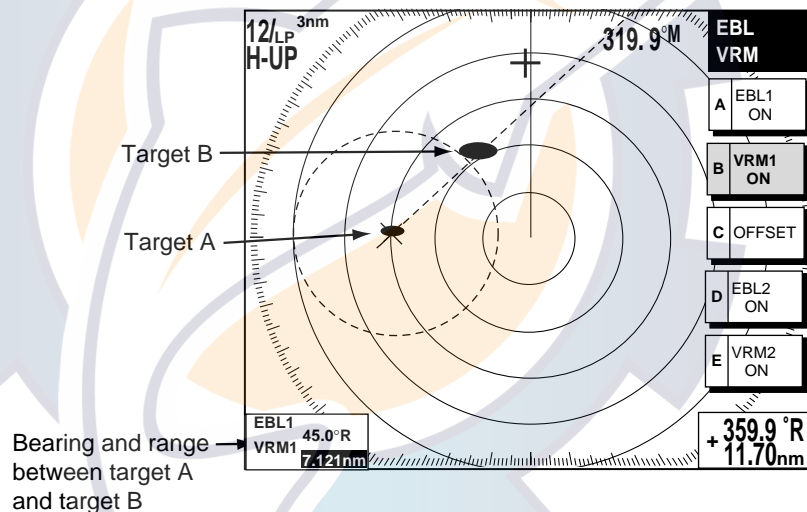 12/LP 3nm
H-UP
319.9°M
EBL
VRM
A EBL1
ON
B VRM1
ON
C OFFSET
D EBL2
ON
E VRM2
ON
Target B
Target A
Bearing and range
between target A
and target B
EBL1
VRM1
45.0°R
7.121nm
+ 359.9 °R
11.70nm